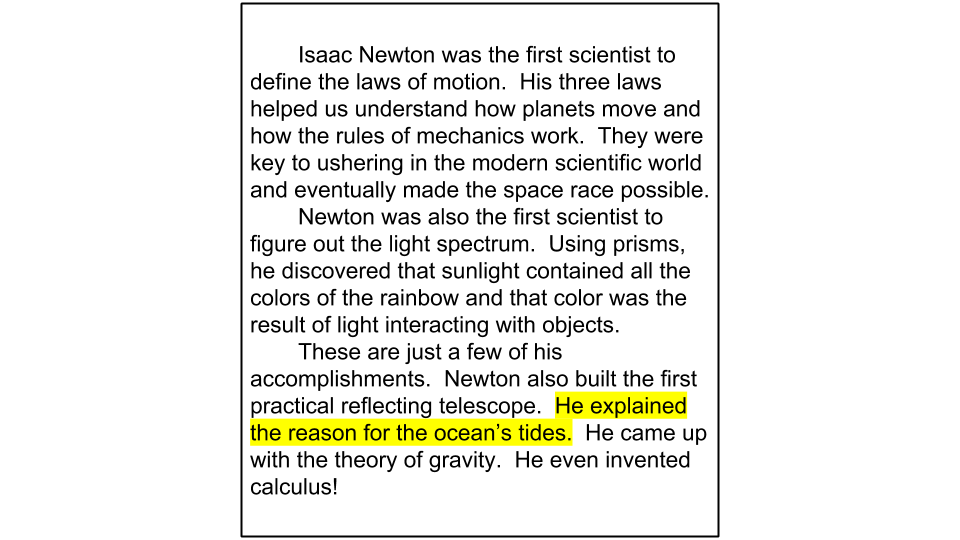 Isaac Newton was the first scientist to
define the laws of motion.  His three laws
helped us understand how planets move and
how the rules of mechanics work.  They were
key to ushering in the modern scientific world
and eventually made the space race possible.
Newton was also the first scientist to
figure out the light spectrum.  Using prisms,
he discovered that sunlight contained all the
colors of the rainbow and that color was the
result of light interacting with objects.
These are just a few of his
accomplishments.  Newton also built the first
practical reflecting telescope.  He explained
the reason for the ocean’s tides.  He came up
with the theory of gravity.  He even invented
calculus!